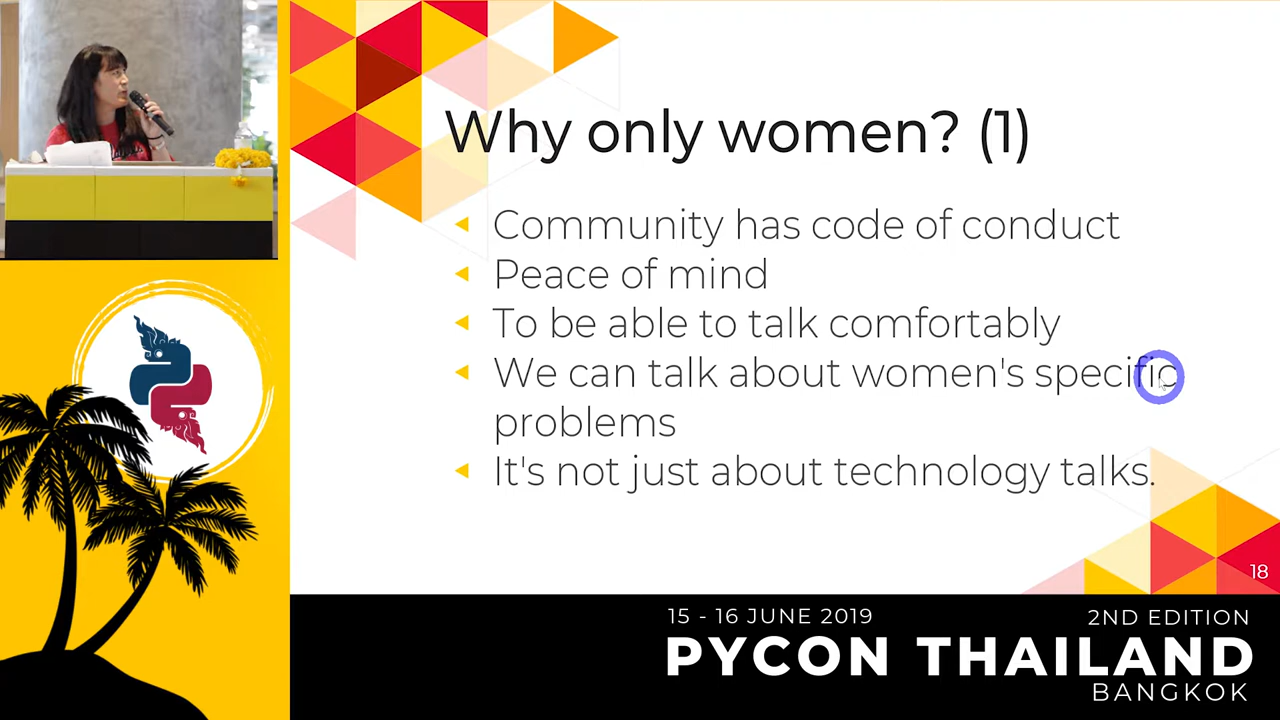 Why only women? (1)
Community has code of conduct
Peace of mind
To be able to talk comfortably
We can talk about women's specific
problems
It's not just about technology talks.
18
15 - 16 JUNE 2019
2ND EDITION
PYCON THAILAND
BANGKOK